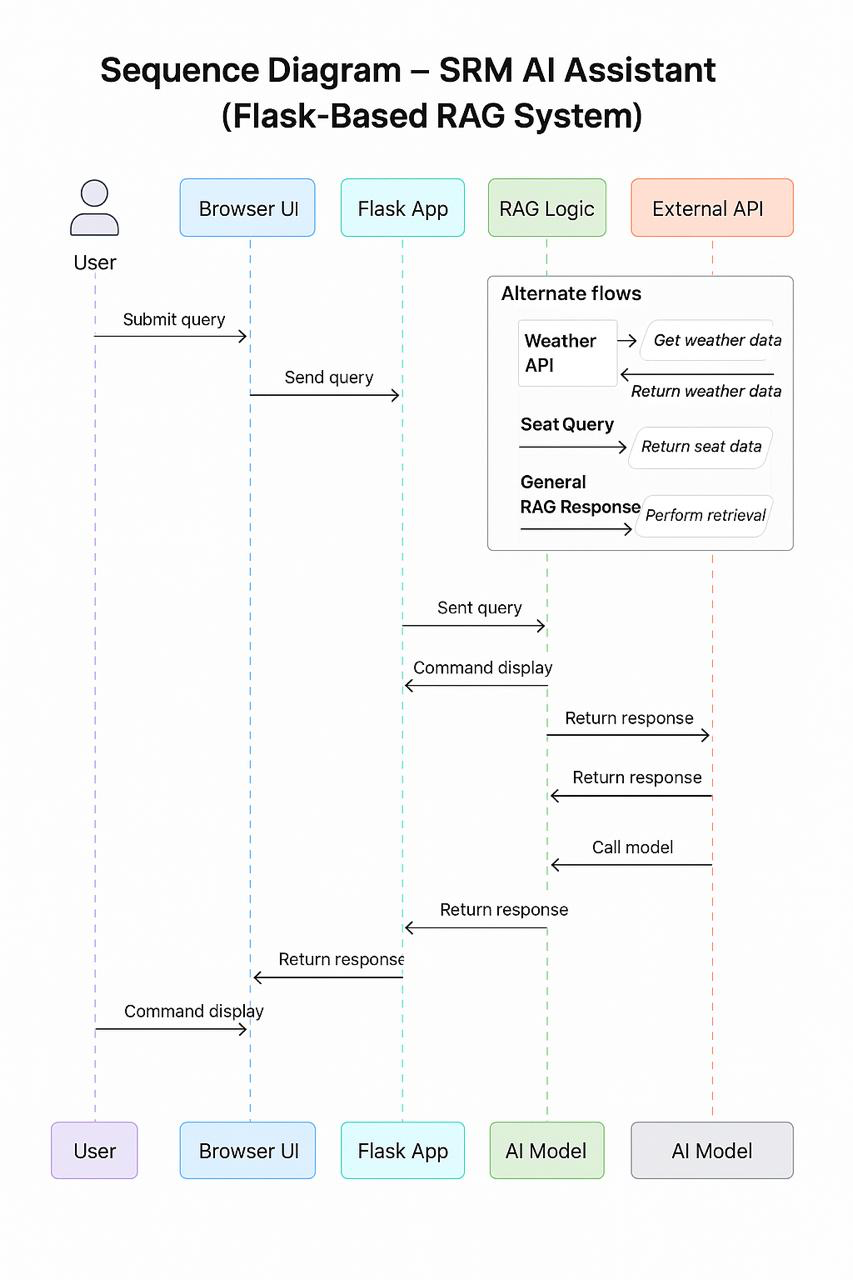 Sequence Diagram – SRM AI Assistant
(Flask-Based RAG System)
User
Browser UI
Flask App
RAG Logic
External API
Alternate flows
Weather
API
Get weather data
Return weather data
Seat Query
Return seat data
General
RAG Response
Perform retrieval
Submit query
Send query
Sent query
Command display
Return response
Return response
Call model
Return response
Return response
Command display
User
Browser UI
Flask App
AI Model
AI Model